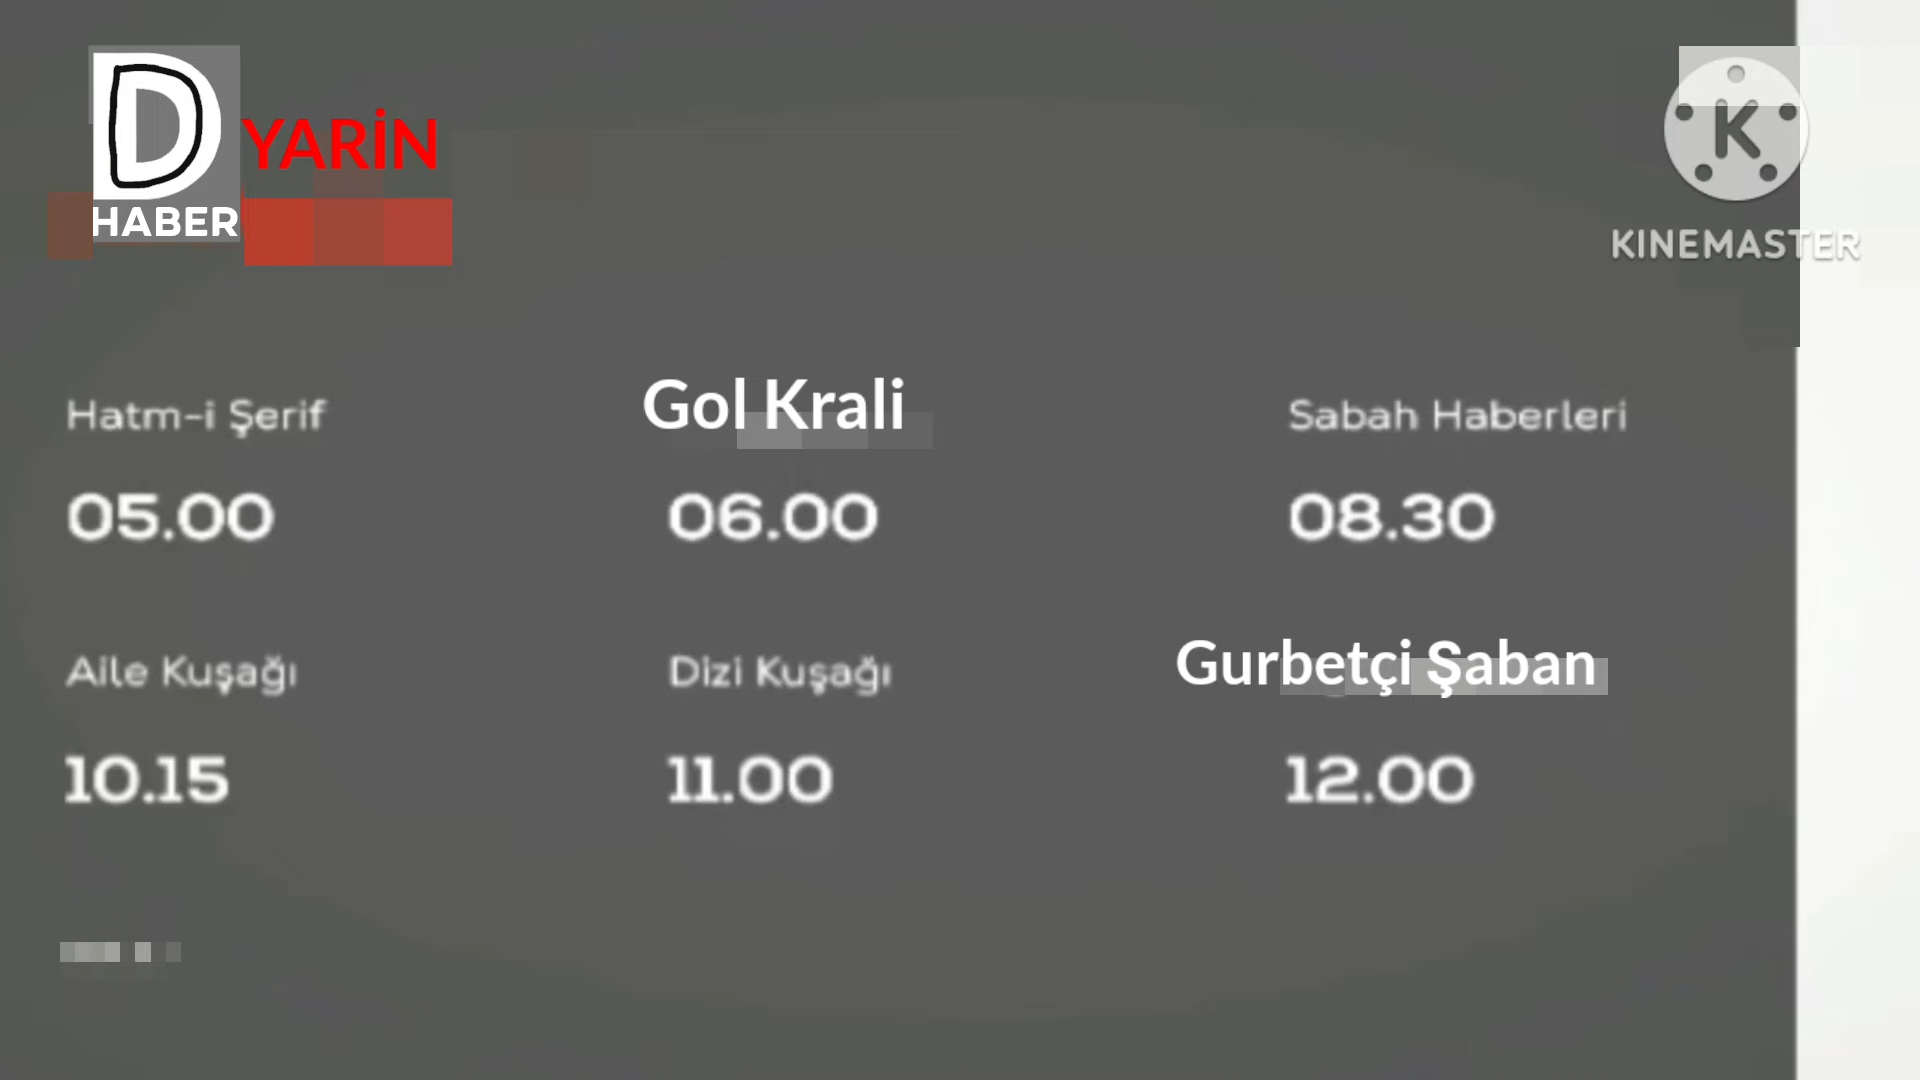 D
HABER
YARİN
K
KINEMASTER
Hatm-i Şerif
05.00
Gol Krali
06.00
Sabah Haberleri
08.30
Aile Kuşağı
10.15
Dizi Kuşağı
11.00
Gurbetçi Şaban
12.00